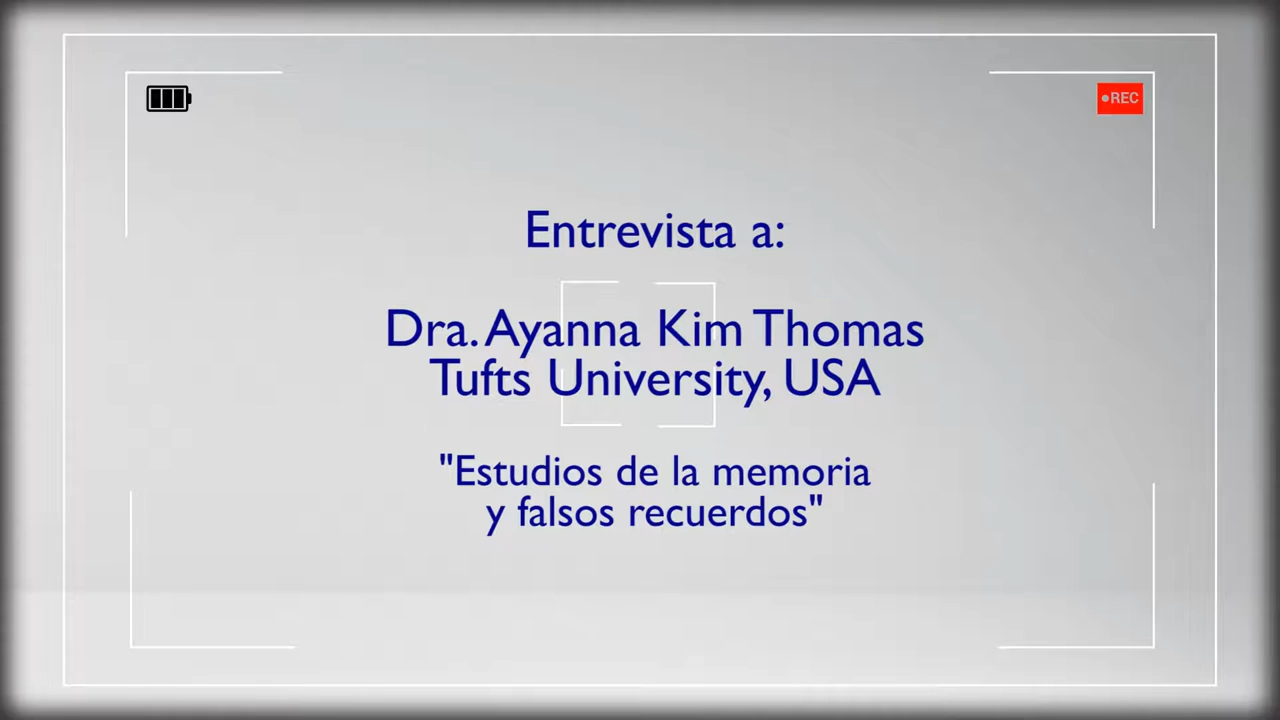 ●REC
Entrevista a:
Dra. Ayanna Kim Thomas
Tufts University, USA
"Estudios de la memoria
y falsos recuerdos"